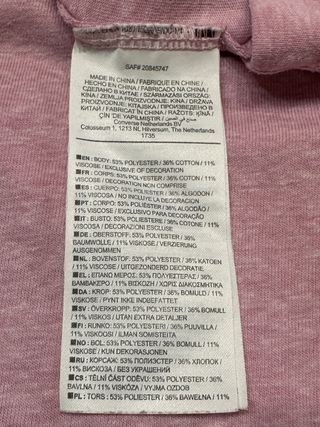 SAF# 20845747
MADE IN CHINA / FABRIQUE EN CHINE /
HECHO EN CHINA / FABRICADO NA CHINA /
СДЕЛАНО В КИТАЕ / SZÁRMAZÁSI ORSZÁG:
KÍNA / ZEMLJA PROIZVODNJE: KINA / DRŽAVA
PROIZVODNJE: KINA / FABRICAT ÎN / RAŽOTS: ĶĪNĀ /
ÇİN 'DE YAPILMIŞTIR / صنع في الصين
Converse Netherlands BV
Colosseum 1, 1213 NL Hilversum, The Netherlands
1735
EN: BODY: 53% POLYESTER / 36% COTTON / 11%
VISCOSE / EXCLUSIVE OF DECORATION
FR: CORPS: 53% POLYESTER / 36% COTON / 11%
VISCOSE / DÉCORATION NON COMPRISE
ES: CUERPO: 53% POLIÉSTER / 36% ALGODÓN /
11% VISCOSA / NO INCLUYE LA DECORACIÓN
PT: CORPO: 53% POLIÉSTER / 36% ALGODÃO /
11% VISCOSE / EXCLUSIVO PARA DECORAÇÃO
IT: BUSTO: 53% POLIESTERE / 36% COTONE / 11%
VISCOSA / DECORAZIONI ESCLUSE
DE: OBERSTOFF: 53% POLYESTER / 36%
BAUMWOLLE / 11% VISKOSE / VERZIERUNG
AUSGENOMMEN
NL: BOVENSTOF: 53% POLYESTER / 36% KATOEN
/ 11% VISCOSE / UITGEZONDERD DECORATIE
EL: ΕΠΑΝΩ ΜΕΡΟΣ: 53% ΠΟΛΥΕΣΤΕΡΑΣ / 36%
ΒΑΜΒΑΚΕΡΟ / 11% ΒΙΣΚΟΖΗ / ΧΩΡΙΣ ΔΙΑΚΟΣΜΗΤΙΚΑ
DA: KROP: 53% POLYESTER / 36% BOMULD / 11%
VISKOSE / PYNT IKKE INDBEFATTET
SV: ÖVERKROPP: 53% POLYESTER / 36% BOMULL
/ 11% VISKOS / UTAN EXTRA DETALJER
FI: RUNKO: 53% POLYESTERI / 36% PUUVILLA /
11% VISKOOSI / ILMAN SOMISTEITA
NO: BOL: 53% POLYESTER / 36% BOMULL / 11%
VISKOSE / KUN DEKORASJONEN
RU: КОРСАЖ: 53% ПОЛИЭСТЕР / 36% ХЛОПОК /
11% ВИСКОЗА / БЕЗ УКРАШЕНИЙ
CS: TĚLNÍ ČÁST ODĚVU: 53% POLYESTER / 36%
BAVLNA / 11% VISKÓZA / VYJMA OZDOB
PL: TORS: 53% POLIESTER / 36% BAWEŁNA / 11%